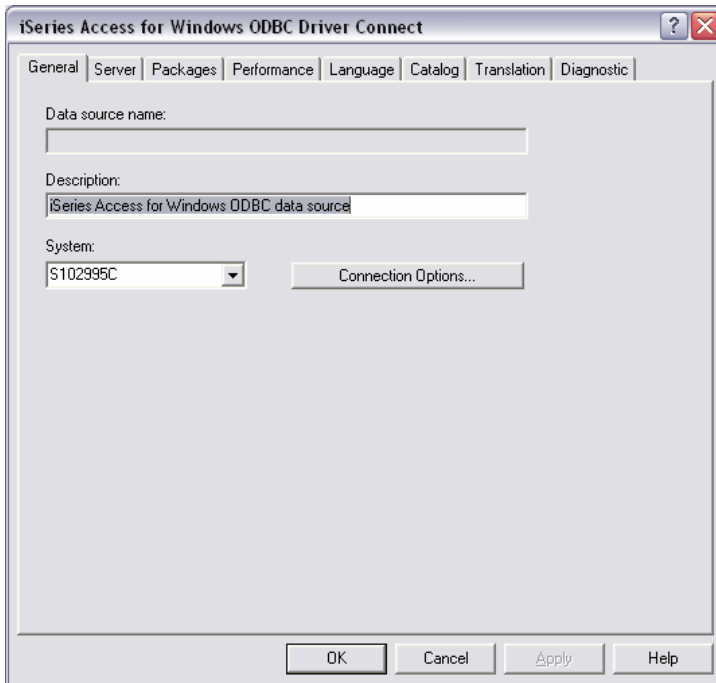 iSeries Access for Windows ODBC Driver Connect
General Server Packages Performance Language Catalog Translation Diagnostic
Data source name:
Description:
iSeries Access for Windows ODBC data source
System:
S102995C Connection Options...
OK Cancel Apply Help